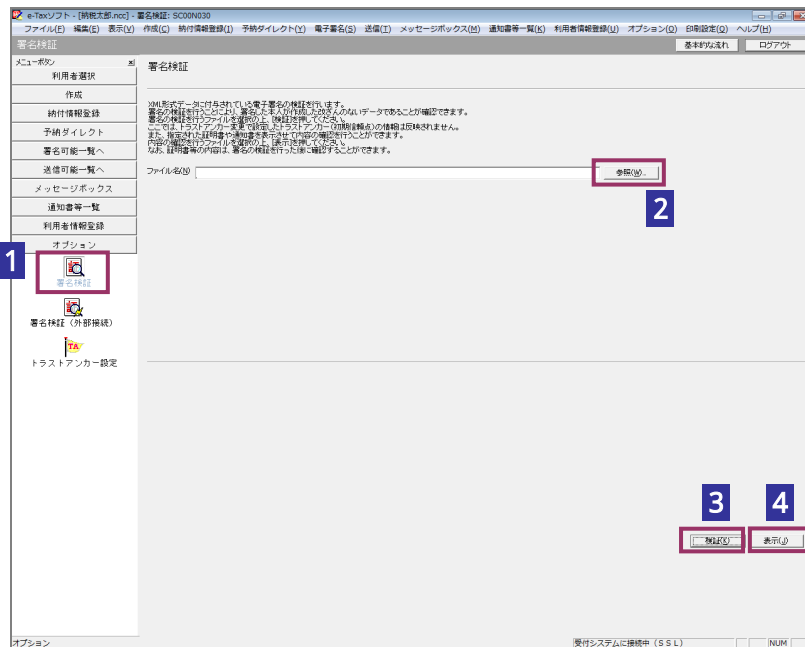 e-Taxソフト - [納税太郎.ncc] - 署名検証: SC00N030
ファイル(F) 編集(E) 表示(V) 作成(C) 納付情報登録(I) 予納ダイレクト(Y) 電子署名(S) 送信(T) メッセージボックス(M) 通知書等一覧(K) 利用者情報登録(U) オプション(O) 印刷設定(Q) ヘルプ(H)
署名検証
基本的な流れ
ログアウト
メニューボタン
利用者選択
作成
納付情報登録
予納ダイレクト
署名可能一覧へ
送信可能一覧へ
メッセージボックス
通知書等一覧
利用者情報登録
オプション
1
署名検証
署名検証（外部接続）
TA
トラストアンカー設定
署名検証
XML形式データに付与されている電子署名の検証を行います。
署名の検証を行うことにより、署名した本人が作成した改ざんのないデータであることが確認できます。
署名の検証を行うファイルを選択の上、[検証]を押してください。
ここでは、トラストアンカー変更で設定したトラストアンカー(初期信頼点)の情報は反映されません。
また、指定された証明書や通知書を表示させて内容の確認を行うことができます。
内容の確認を行うファイルを選択の上、[表示]を押してください。
なお、証明書等の内容は、署名の検証を行った後に確認することができます。
ファイル名(N)
参照(W)...
2
3
4
検証(K)
表示(J)
オプション
受付システムに接続中（ＳＳＬ）
NUM